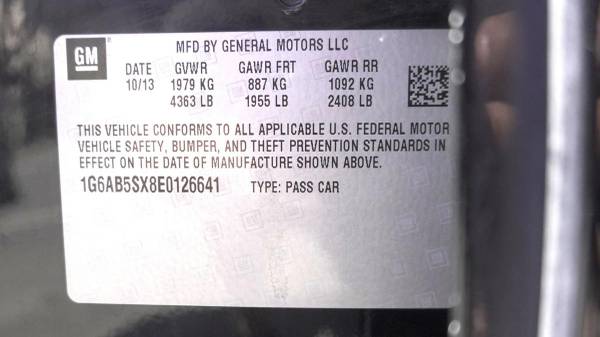 GM
MFD BY GENERAL MOTORS LLC
DATE GVWR GAWR FRT GAWR RR
10/13 1979 KG 887 KG 1092 KG
4363 LB 1955 LB 2408 LB
THIS VEHICLE CONFORMS TO ALL APPLICABLE U.S. FEDERAL MOTOR
VEHICLE SAFETY, BUMPER, AND THEFT PREVENTION STANDARDS IN
EFFECT ON THE DATE OF MANUFACTURE SHOWN ABOVE.
1G6AB5SX8E0126641 TYPE: PASS CAR